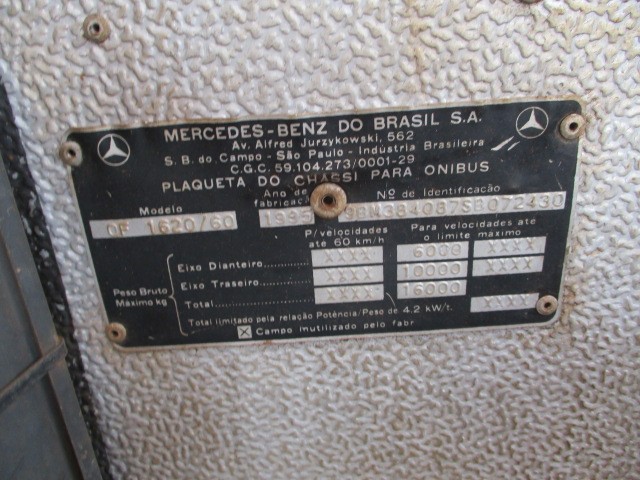 MERCEDES-BENZ DO BRASIL S.A.
Av. Alfred Jurzykowski, 562
S. B. do Campo - São Paulo - Indústria Brasileira
C.G.C. 59.104.273/0001-29
PLAQUETA DO CHASSI PARA ONIBUS
Modelo Ano de fabricação Nº de Identificação
OF 1620/60 1995
P/velocidades até 60 km/h Para velocidades até o limite máximo
Peso Bruto Máximo kg
Eixo Dianteiro XXXX 6000 XXXX
Eixo Traseiro XXXX 10000 XXXX
Total XXXX 16000
Total limitado pela relação Potência/Peso de 4.2 kW/t. XXXX
X Campo inutilizado pelo fabr